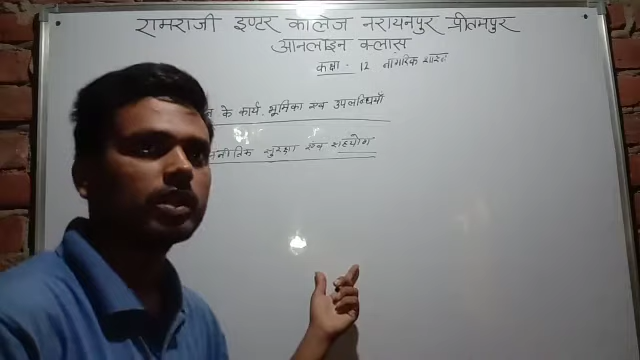 रामराजी इण्टर कालेज नरायनपुर प्रीतमपुर
आनलाइन क्लास
कक्षा - 12 नागरिक शास्त्र
के कार्य, भूमिका एवं उपलब्धियाँ
सुरक्षा एवं सहयोग